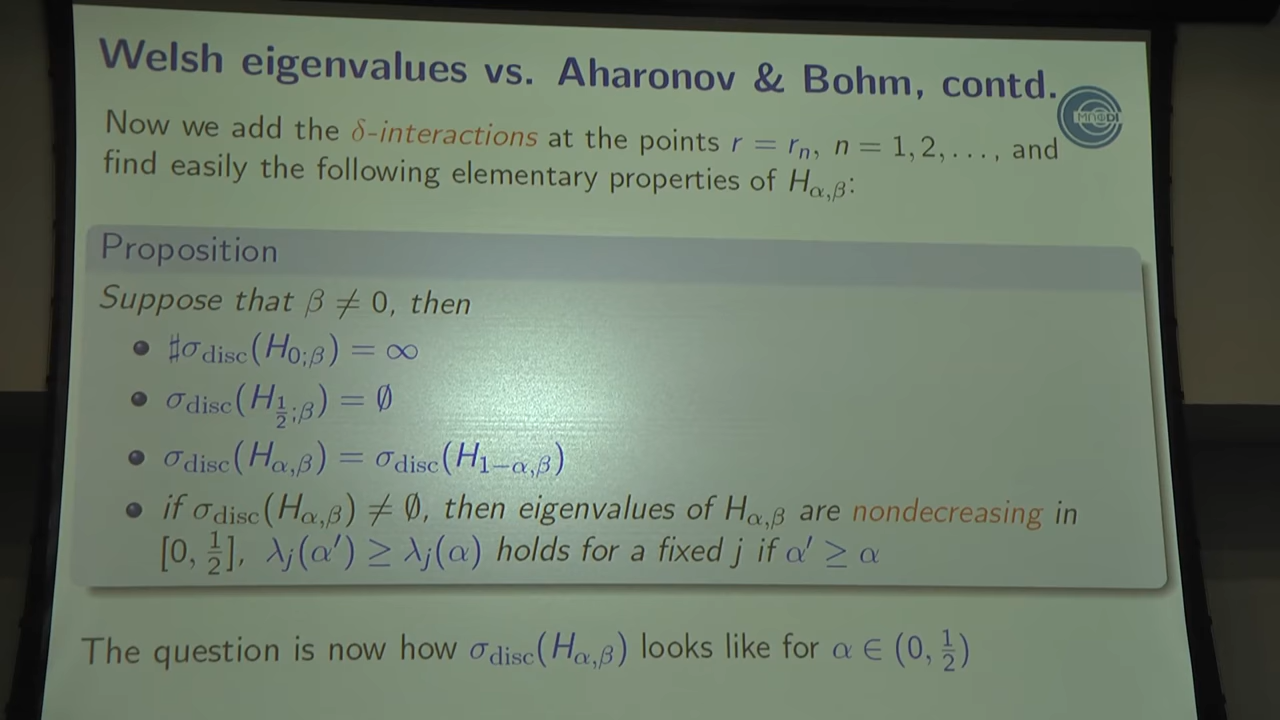 Welsh eigenvalues vs. Aharonov & Bohm, contd.
Now we add the δ-interactions at the points r = rₙ, n = 1, 2, . . . , and
find easily the following elementary properties of H_{α,β}:
Proposition
Suppose that β ≠ 0, then
● ♯σ_disc(H_{0;β}) = ∞
● σ_disc(H_{½;β}) = ∅
● σ_disc(H_{α,β}) = σ_disc(H_{1−α,β})
● if σ_disc(H_{α,β}) ≠ ∅, then eigenvalues of H_{α,β} are nondecreasing in
[0, ½], λ_j(α′) ≥ λ_j(α) holds for a fixed j if α′ ≥ α
The question is now how σ_disc(H_{α,β}) looks like for α ∈ (0, ½)